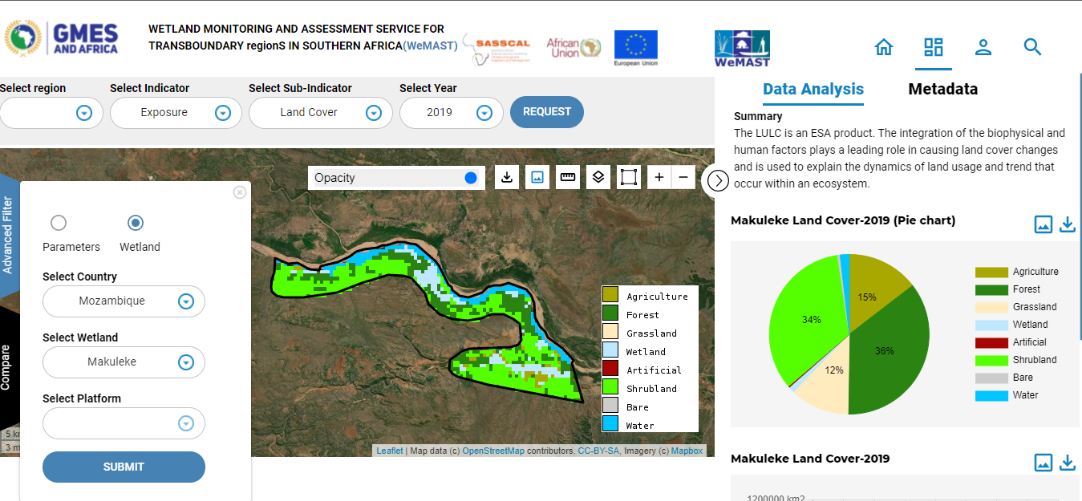 GMES
AND AFRICA
WETLAND MONITORING AND ASSESSMENT SERVICE FOR
TRANSBOUNDARY regionS IN SOUTHERN AFRICA(WeMAST)
SASSCAL
African
Union
European Union
WeMAST
Select region
Select Indicator
Select Sub-Indicator
Select Year
Exposure
Land Cover
2019
REQUEST
Data Analysis
Metadata
Summary
The LULC is an ESA product. The integration of the biophysical and
human factors plays a leading role in causing land cover changes
and is used to explain the dynamics of land usage and trend that
occur within an ecosystem.
Opacity
+
−
Advanced Filter
Compare
Parameters
Wetland
Select Country
Mozambique
Select Wetland
Makuleke
Select Platform
SUBMIT
5 k
3 m
Agriculture
Forest
Grassland
Wetland
Artificial
Shrubland
Bare
Water
Leaflet | Map data (c) OpenStreetMap contributors, CC-BY-SA, Imagery (c) Mapbox
Makuleke Land Cover-2019 (Pie chart)
15%
36%
12%
34%
Agriculture
Forest
Grassland
Wetland
Artificial
Shrubland
Bare
Water
Makuleke Land Cover-2019
1200000 km2